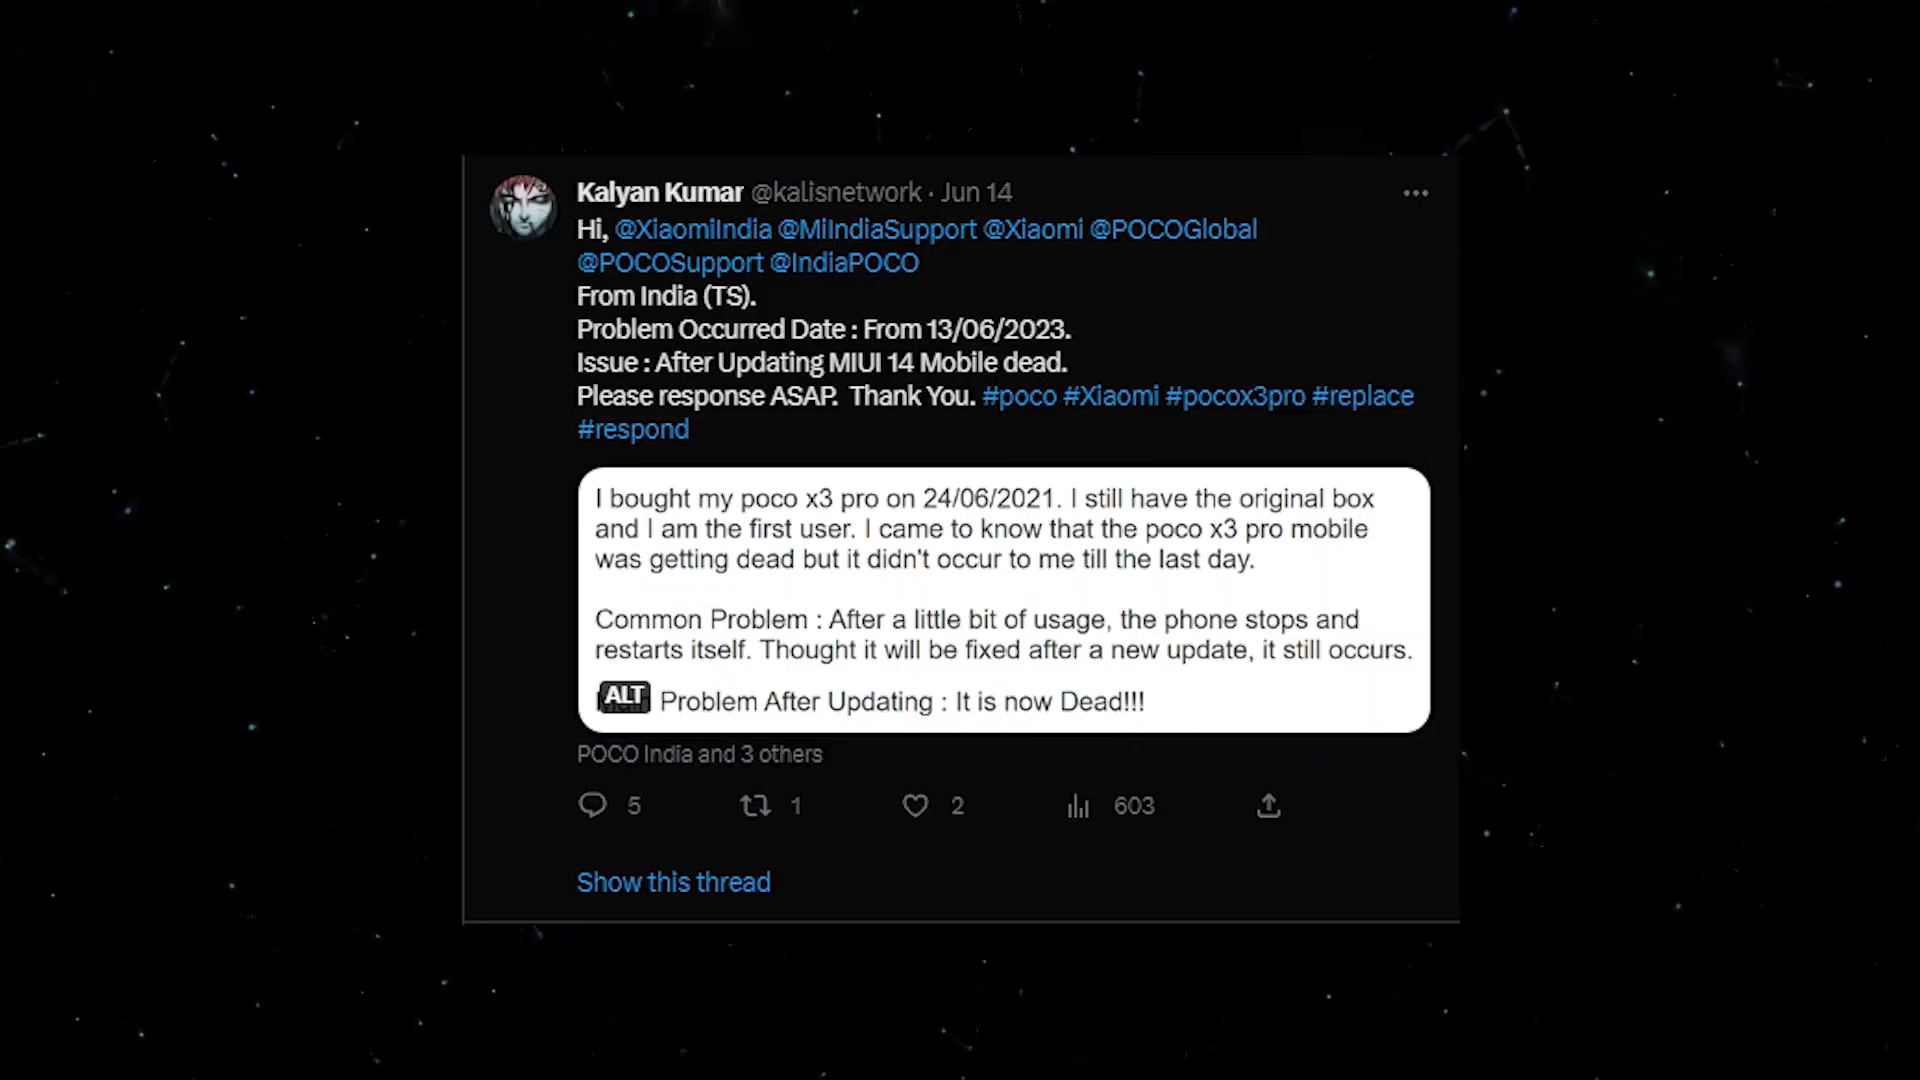 Kalyan Kumar @kalisnetwork · Jun 14
Hi, @XiaomiIndia @MiIndiaSupport @Xiaomi @POCOGlobal
@POCOSupport @IndiaPOCO
From India (TS).
Problem Occurred Date : From 13/06/2023.
Issue : After Updating MIUI 14 Mobile dead.
Please response ASAP. Thank You. #poco #Xiaomi #pocox3pro #replace
#respond
I bought my poco x3 pro on 24/06/2021. I still have the original box
and I am the first user. I came to know that the poco x3 pro mobile
was getting dead but it didn't occur to me till the last day.
Common Problem : After a little bit of usage, the phone stops and
restarts itself. Thought it will be fixed after a new update, it still occurs.
ALT Problem After Updating : It is now Dead!!!
POCO India and 3 others
5 1 2 603
Show this thread